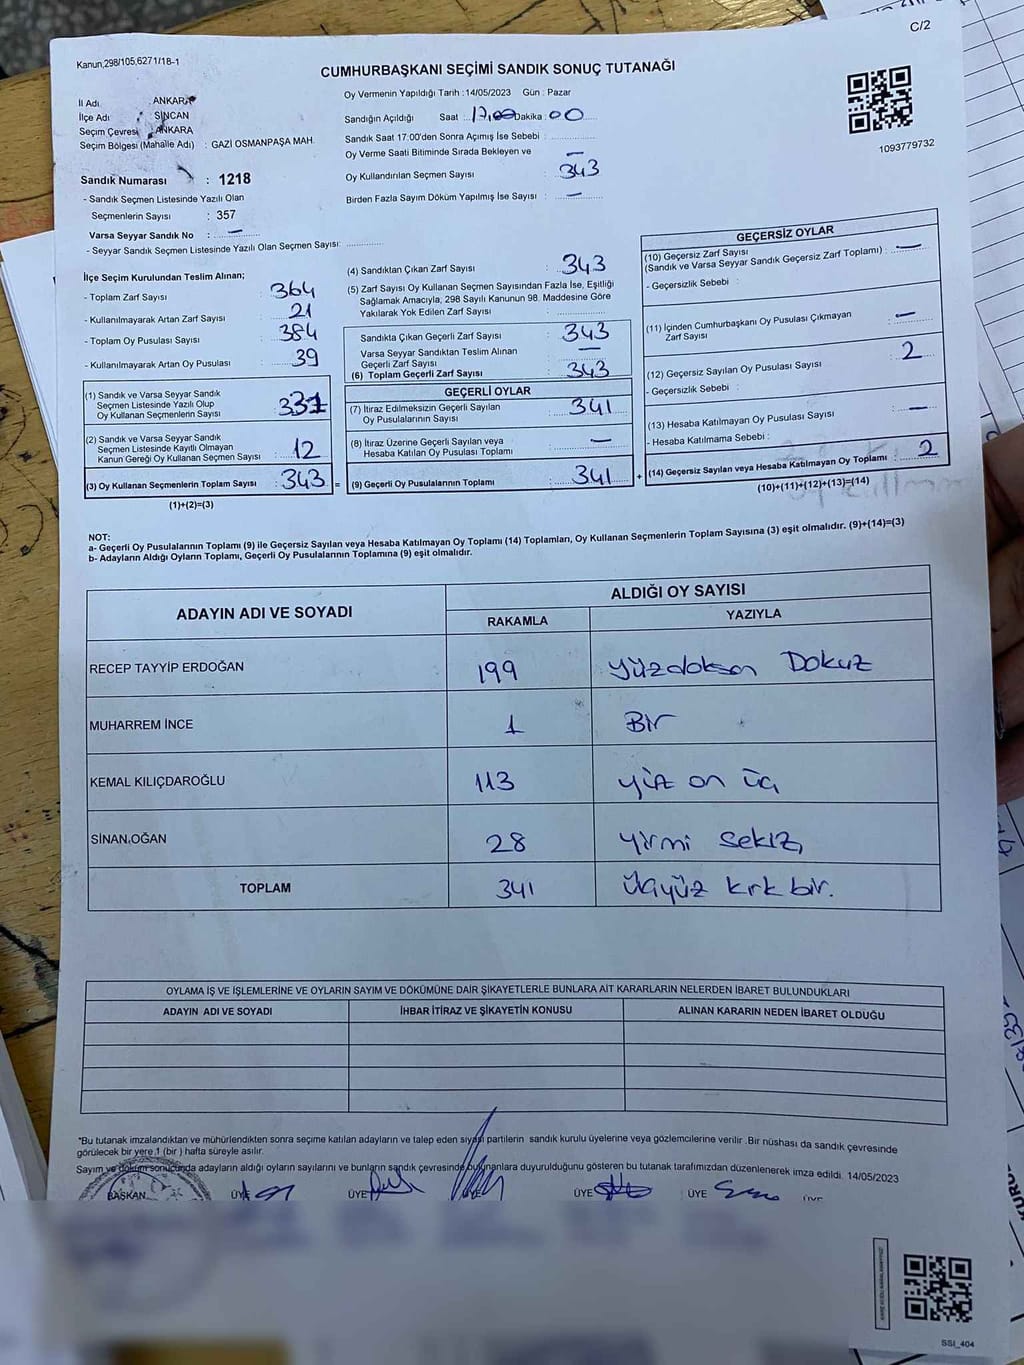 C/2
Kanun,298/105,6271/18-1
CUMHURBAŞKANI SEÇİMİ SANDIK SONUÇ TUTANAĞI
İl Adı : ANKARA
İlçe Adı : SİNCAN
Seçim Çevresi : ANKARA
Seçim Bölgesi (Mahalle Adı) : GAZİ OSMANPAŞA MAH.
Oy Vermenin Yapıldığı Tarih :14/05/2023 Gün : Pazar
Sandığın Açıldığı Saat :17.00 Dakika :00
Sandık Saat 17:00'den Sonra Açımış İse Sebebi :
Oy Verme Saati Bitiminde Sırada Bekleyen ve —
Oy Kullandırılan Seçmen Sayısı : 343
Birden Fazla Sayım Döküm Yapılmış İse Sayısı : —
1093779732
Sandık Numarası : 1218
- Sandık Seçmen Listesinde Yazılı Olan
Seçmenlerin Sayısı : 357
Varsa Seyyar Sandık No : —
- Seyyar Sandık Seçmen Listesinde Yazılı Olan Seçmen Sayısı:
İlçe Seçim Kurulundan Teslim Alınan;
- Toplam Zarf Sayısı : 364
- Kullanılmayarak Artan Zarf Sayısı : 21
- Toplam Oy Pusulası Sayısı : 384
- Kullanılmayarak Artan Oy Pusulası : 39
(1) Sandık ve Varsa Seyyar Sandık
Seçmen Listesinde Yazılı Olup
Oy Kullanan Seçmenlerin Sayısı : 331
(2) Sandık ve Varsa Seyyar Sandık
Seçmen Listesinde Kayıtlı Olmayan
Kanun Gereği Oy Kullanan Seçmen Sayısı : 12
(3) Oy Kullanan Seçmenlerin Toplam Sayısı : 343 =
(1)+(2)=(3)
(4) Sandıktan Çıkan Zarf Sayısı : 343
(5) Zarf Sayısı Oy Kullanan Seçmen Sayısından Fazla İse, Eşitliği
Sağlamak Amacıyla, 298 Sayılı Kanunun 98. Maddesine Göre
Yakılarak Yok Edilen Zarf Sayısı :
Sandıkta Çıkan Geçerli Zarf Sayısı : 343
Varsa Seyyar Sandıktan Teslim Alınan
Geçerli Zarf Sayısı : —
(6) Toplam Geçerli Zarf Sayısı : 343
GEÇERLİ OYLAR
(7) İtiraz Edilmeksizin Geçerli Sayılan
Oy Pusulalarının Sayısı : 341
(8) İtiraz Üzerine Geçerli Sayılan veya
Hesaba Katılan Oy Pusulası Toplamı : —
(9) Geçerli Oy Pusulalarının Toplamı : 341 +
GEÇERSİZ OYLAR
(10) Geçersiz Zarf Sayısı
(Sandık ve Varsa Seyyar Sandık Geçersiz Zarf Toplamı) : —
- Geçersizlik Sebebi :
(11) İçinden Cumhurbaşkanı Oy Pusulası Çıkmayan
Zarf Sayısı : —
(12) Geçersiz Sayılan Oy Pusulası Sayısı : 2
- Geçersizlik Sebebi :
(13) Hesaba Katılmayan Oy Pusulası Sayısı : —
- Hesaba Katılmama Sebebi :
(14) Geçersiz Sayılan veya Hesaba Katılmayan Oy Toplamı : 2
(10)+(11)+(12)+(13)=(14)
NOT:
a- Geçerli Oy Pusulalarının Toplamı (9) ile Geçersiz Sayılan veya Hesaba Katılmayan Oy Toplamı (14) Toplamları, Oy Kullanan Seçmenlerin Toplam Sayısına (3) eşit olmalıdır. (9)+(14)=(3)
b- Adayların Aldığı Oyların Toplamı, Geçerli Oy Pusulalarının Toplamına (9) eşit olmalıdır.
ADAYIN ADI VE SOYADI ALDIĞI OY SAYISI
RAKAMLA YAZIYLA
RECEP TAYYİP ERDOĞAN 199 yüzdoksan Dokuz
MUHARREM İNCE 1 Bir
KEMAL KILIÇDAROĞLU 113 yüz on üç
SİNAN OĞAN 28 yirmi sekiz
TOPLAM 341 üçyüz kırk bir.
OYLAMA İŞ VE İŞLEMLERİNE VE OYLARIN SAYIM VE DÖKÜMÜNE DAİR ŞİKAYETLERLE BUNLARA AİT KARARLARIN NELERDEN İBARET BULUNDUKLARI
ADAYIN ADI VE SOYADI İHBAR İTİRAZ VE ŞİKAYETİN KONUSU ALINAN KARARIN NEDEN İBARET OLDUĞU
"Bu tutanak imzalandıktan ve mühürlendikten sonra seçime katılan adayların ve talep eden siyasi partilerin sandık kurulu üyelerine veya gözlemcilerine verilir .Bir nüshası da sandık çevresinde
görülecek bir yere 1 (bir ) hafta süreyle asılır.
Sayım ve döküm sonucunda adayların aldığı oyların sayılarını ve bunların sandık çevresinde bulunanlara duyurulduğunu gösteren bu tutanak tarafımızdan düzenlenerek imza edildi. 14/05/2023
BAŞKAN ÜYE ÜYE ÜYE ÜYE ÜYE ÜYE
SSI_404